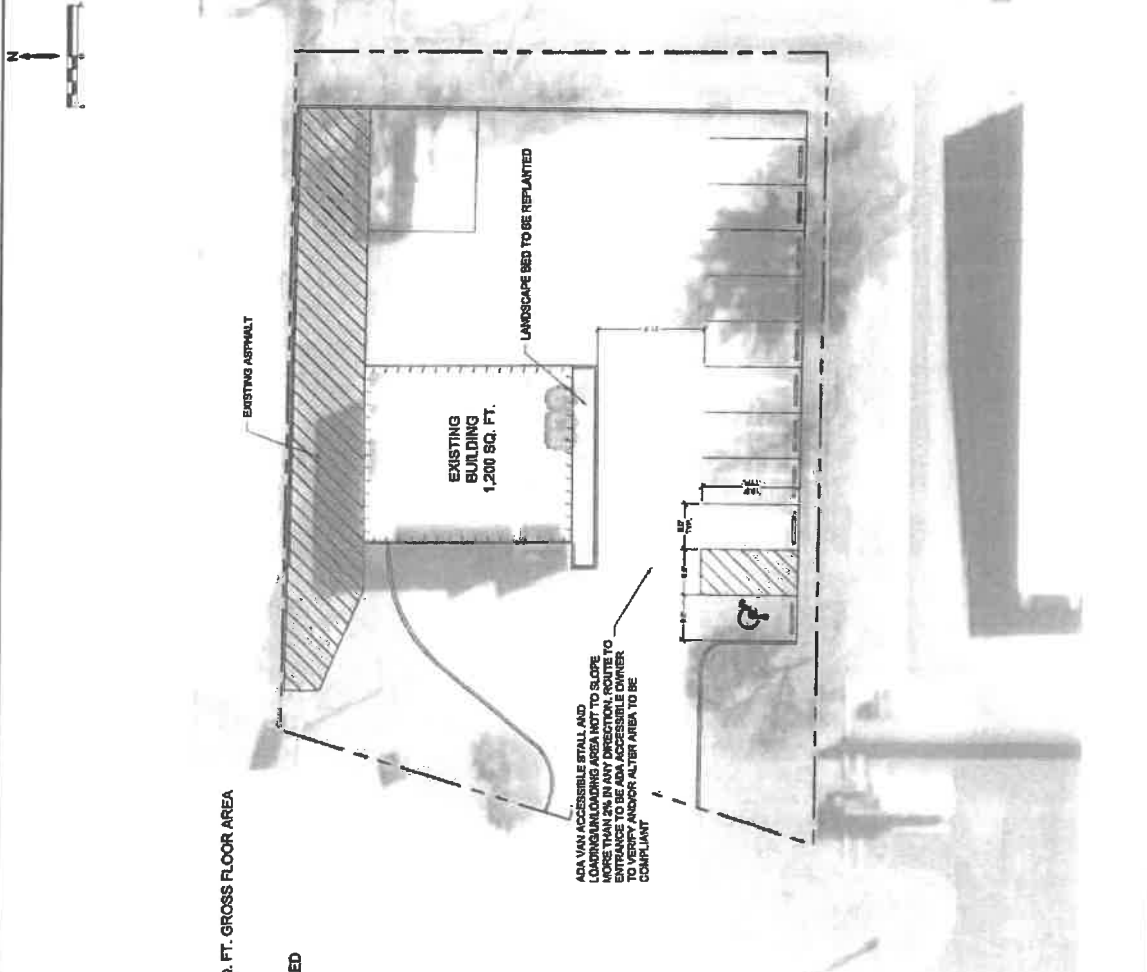 N
EXISTING ASPHALT
LANDSCAPE BED TO BE REPLANTED
EXISTING
BUILDING
1,200 SQ. FT.
ADA VAN ACCESSIBLE STALL AND
LOADING/UNLOADING AREA NOT TO SLOPE
MORE THAN 2% IN ANY DIRECTION. ROUTE TO
ENTRANCE TO BE ADA ACCESSIBLE OWNER
TO VERIFY AND/OR ALTER AREA TO BE
COMPLIANT
. FT. GROSS FLOOR AREA
ED